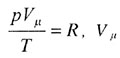 pV_μ / T = R, V_μ